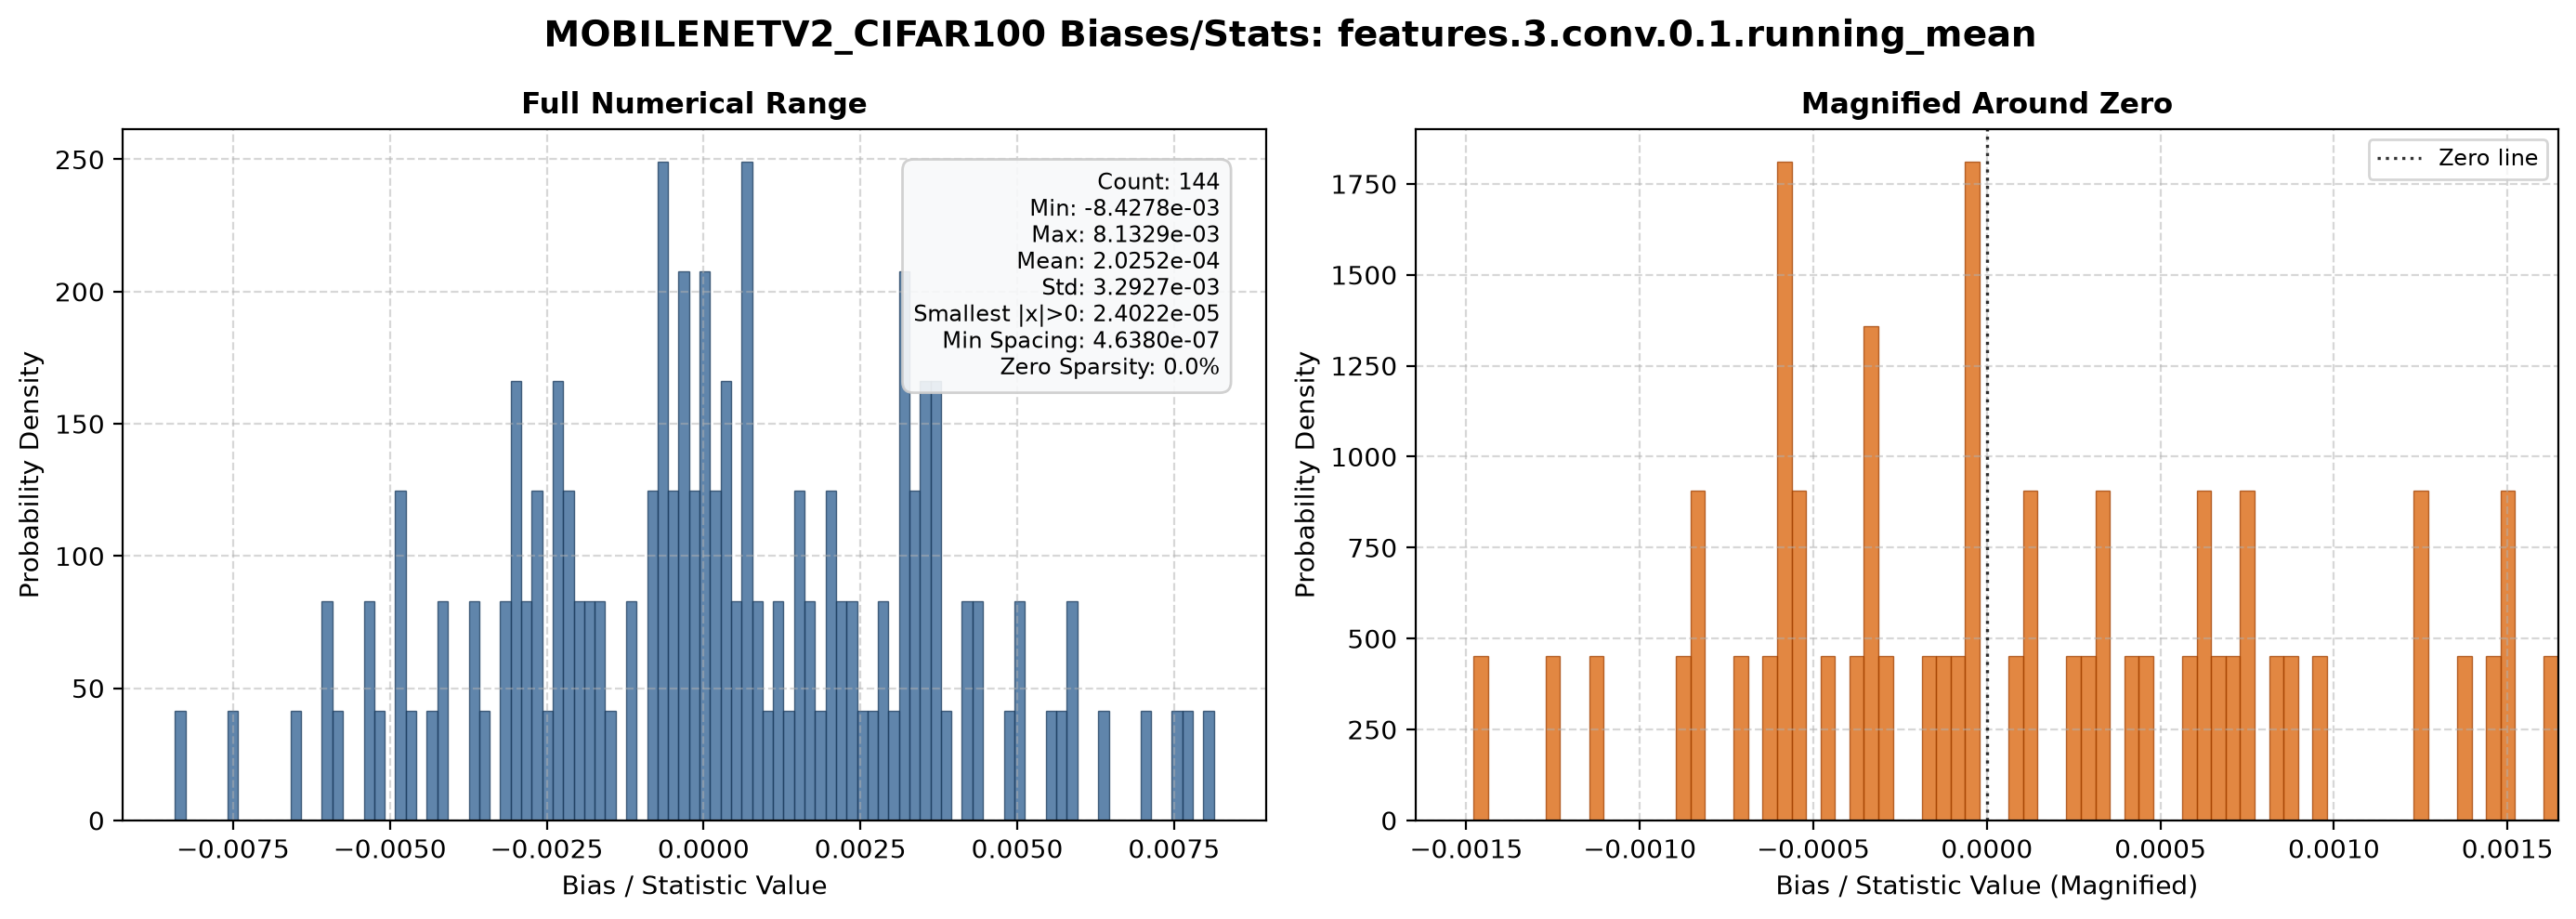 MOBILENETV2_CIFAR100 Biases/Stats: features.3.conv.0.1.running_mean
Full Numerical Range
Probability Density
250
200
150
100
50
0
Count: 144
Min: -8.4278e-03
Max: 8.1329e-03
Mean: 2.0252e-04
Std: 3.2927e-03
Smallest |x|>0: 2.4022e-05
Min Spacing: 4.6380e-07
Zero Sparsity: 0.0%
−0.0075 −0.0050 −0.0025 0.0000 0.0025 0.0050 0.0075
Bias / Statistic Value
Magnified Around Zero
Probability Density
1750
1500
1250
1000
750
500
250
0
Zero line
−0.0015 −0.0010 −0.0005 0.0000 0.0005 0.0010 0.0015
Bias / Statistic Value (Magnified)